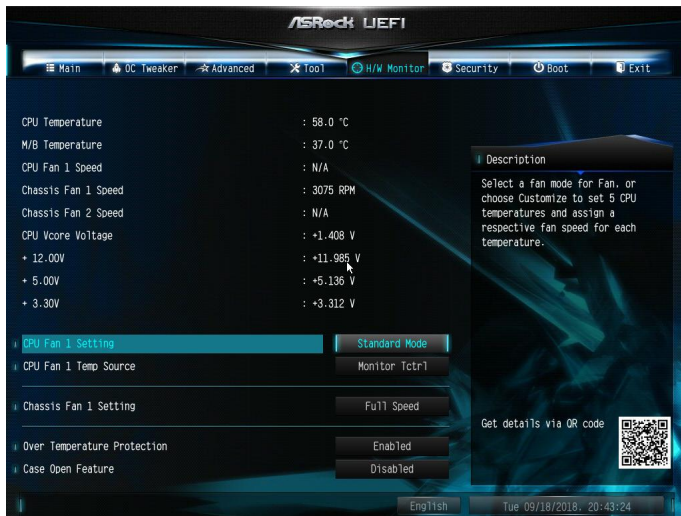 ASRock UEFI
Main OC Tweaker Advanced Tool H/W Monitor Security Boot Exit
CPU Temperature : 58.0 °C
M/B Temperature : 37.0 °C
CPU Fan 1 Speed : N/A
Chassis Fan 1 Speed : 3075 RPM
Chassis Fan 2 Speed : N/A
CPU Vcore Voltage : +1.408 V
+ 12.00V : +11.985 V
+ 5.00V : +5.136 V
+ 3.30V : +3.312 V
CPU Fan 1 Setting Standard Mode
CPU Fan 1 Temp Source Monitor Tctrl
Chassis Fan 1 Setting Full Speed
Over Temperature Protection Enabled
Case Open Feature Disabled
Description
Select a fan mode for Fan, or
choose Customize to set 5 CPU
temperatures and assign a
respective fan speed for each
temperature.
Get details via QR code
English Tue 09/18/2018, 20:43:24